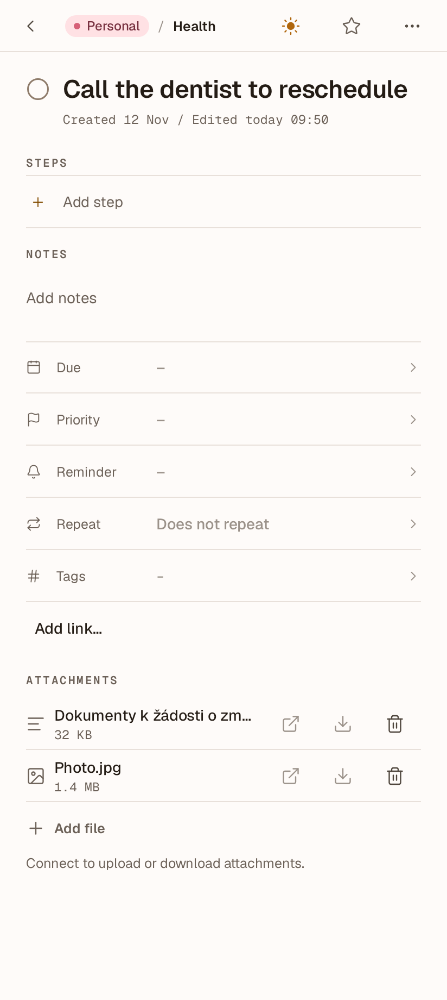 Personal / Health
Call the dentist to reschedule
Created 12 Nov / Edited today 09:50
STEPS
Add step
NOTES
Add notes
Due –
Priority –
Reminder –
Repeat Does not repeat
Tags –
Add link…
ATTACHMENTS
Dokumenty k žádosti o zm…
32 KB
Photo.jpg
1.4 MB
Add file
Connect to upload or download attachments.